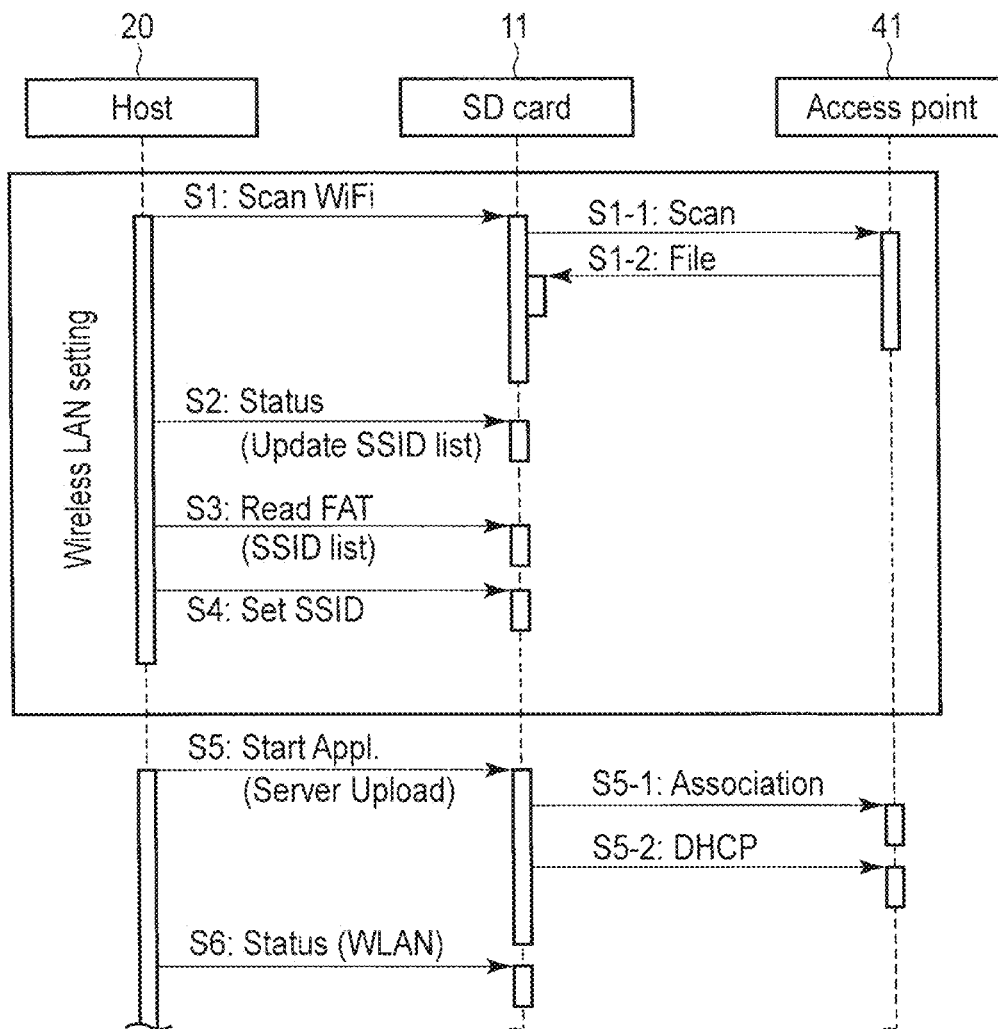 20
11
41
Host
SD card
Access point
Wireless LAN setting
S1: Scan WiFi
S1-1: Scan
S1-2: File
S2: Status
(Update SSID list)
S3: Read FAT
(SSID list)
S4: Set SSID
S5: Start Appl.
(Server Upload)
S5-1: Association
S5-2: DHCP
S6: Status (WLAN)